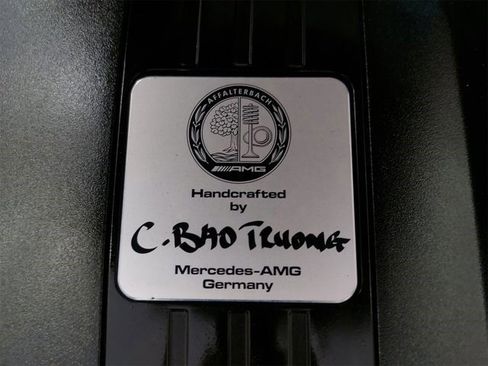 AFFALTERBACH
AMG
Handcrafted
by
C. BAO TRUONG
Mercedes-AMG
Germany